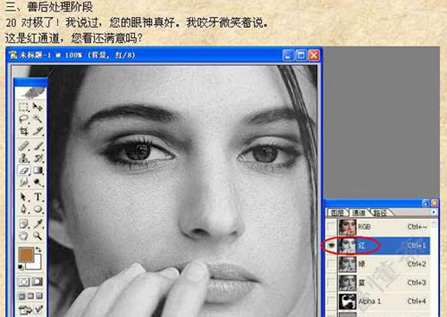 三、善后处理阶段
20 对极了！我说过，您的眼神真好。我咬牙微笑着说。
这是红通道，您看还满意吗？
未标题-1 @ 100% (背景, 红/8)
图层 通道 路径
RGB Ctrl+~
红 Ctrl+1
绿 Ctrl+2
蓝 Ctrl+3
Alpha 1 Ctrl+4